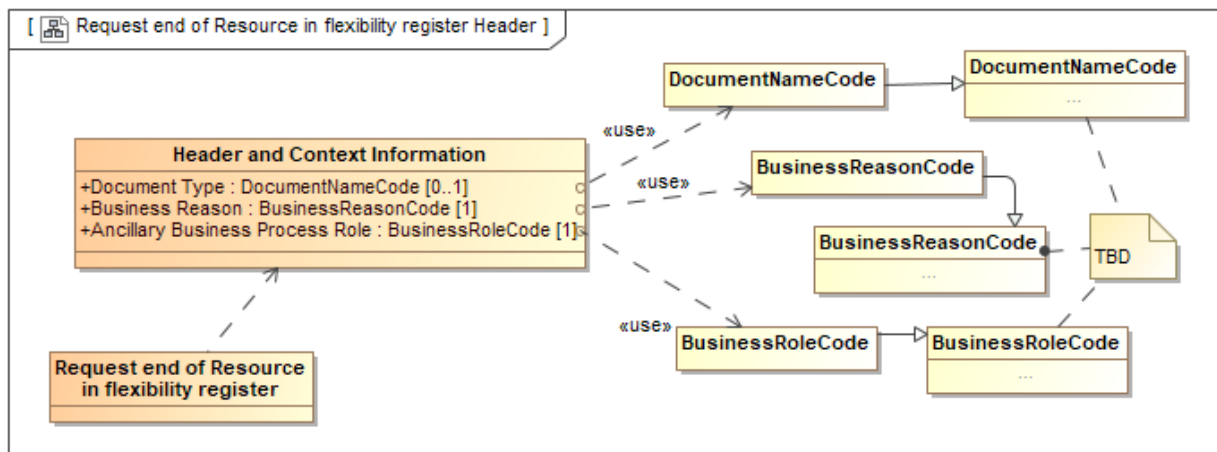 [ Request end of Resource in flexibility register Header ]
DocumentNameCode
DocumentNameCode
...
«use»
Header and Context Information
+Document Type : DocumentNameCode [0..1]
+Business Reason : BusinessReasonCode [1]
+Ancillary Business Process Role : BusinessRoleCode [1]
«use»
BusinessReasonCode
BusinessReasonCode
...
TBD
«use»
BusinessRoleCode
BusinessRoleCode
...
Request end of Resource
in flexibility register